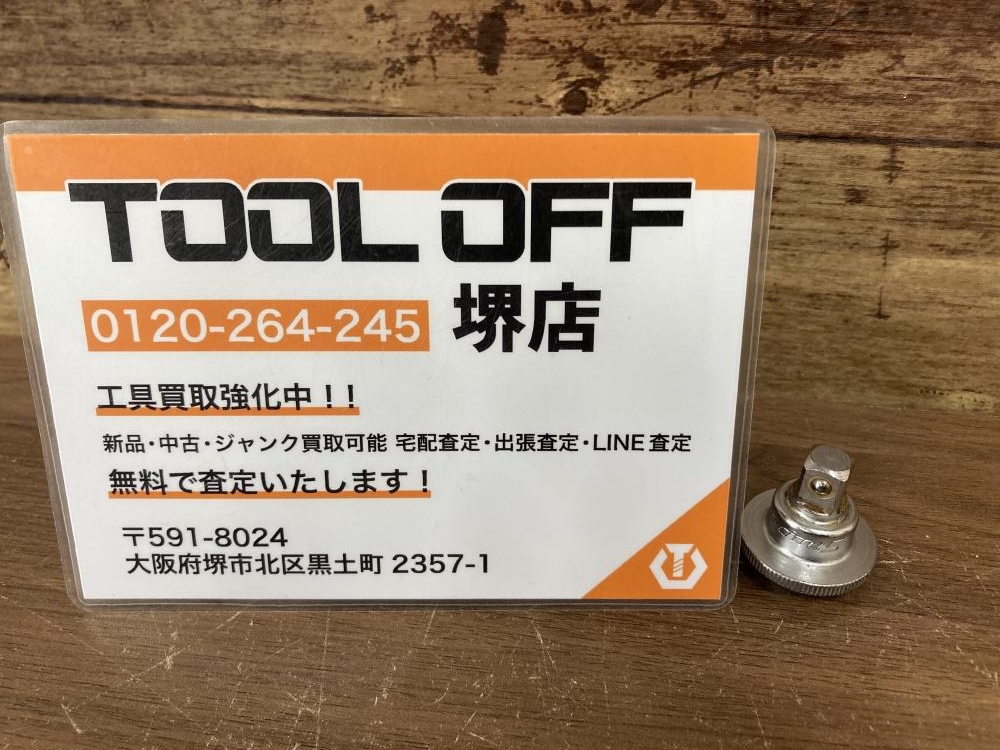 TOOL OFF
0120-264-245 堺店
工具買取強化中！！
新品・中古・ジャンク買取可能 宅配査定・出張査定・LINE査定
無料で査定いたします！
〒591-8024
大阪府堺市北区黒土町 2357-1